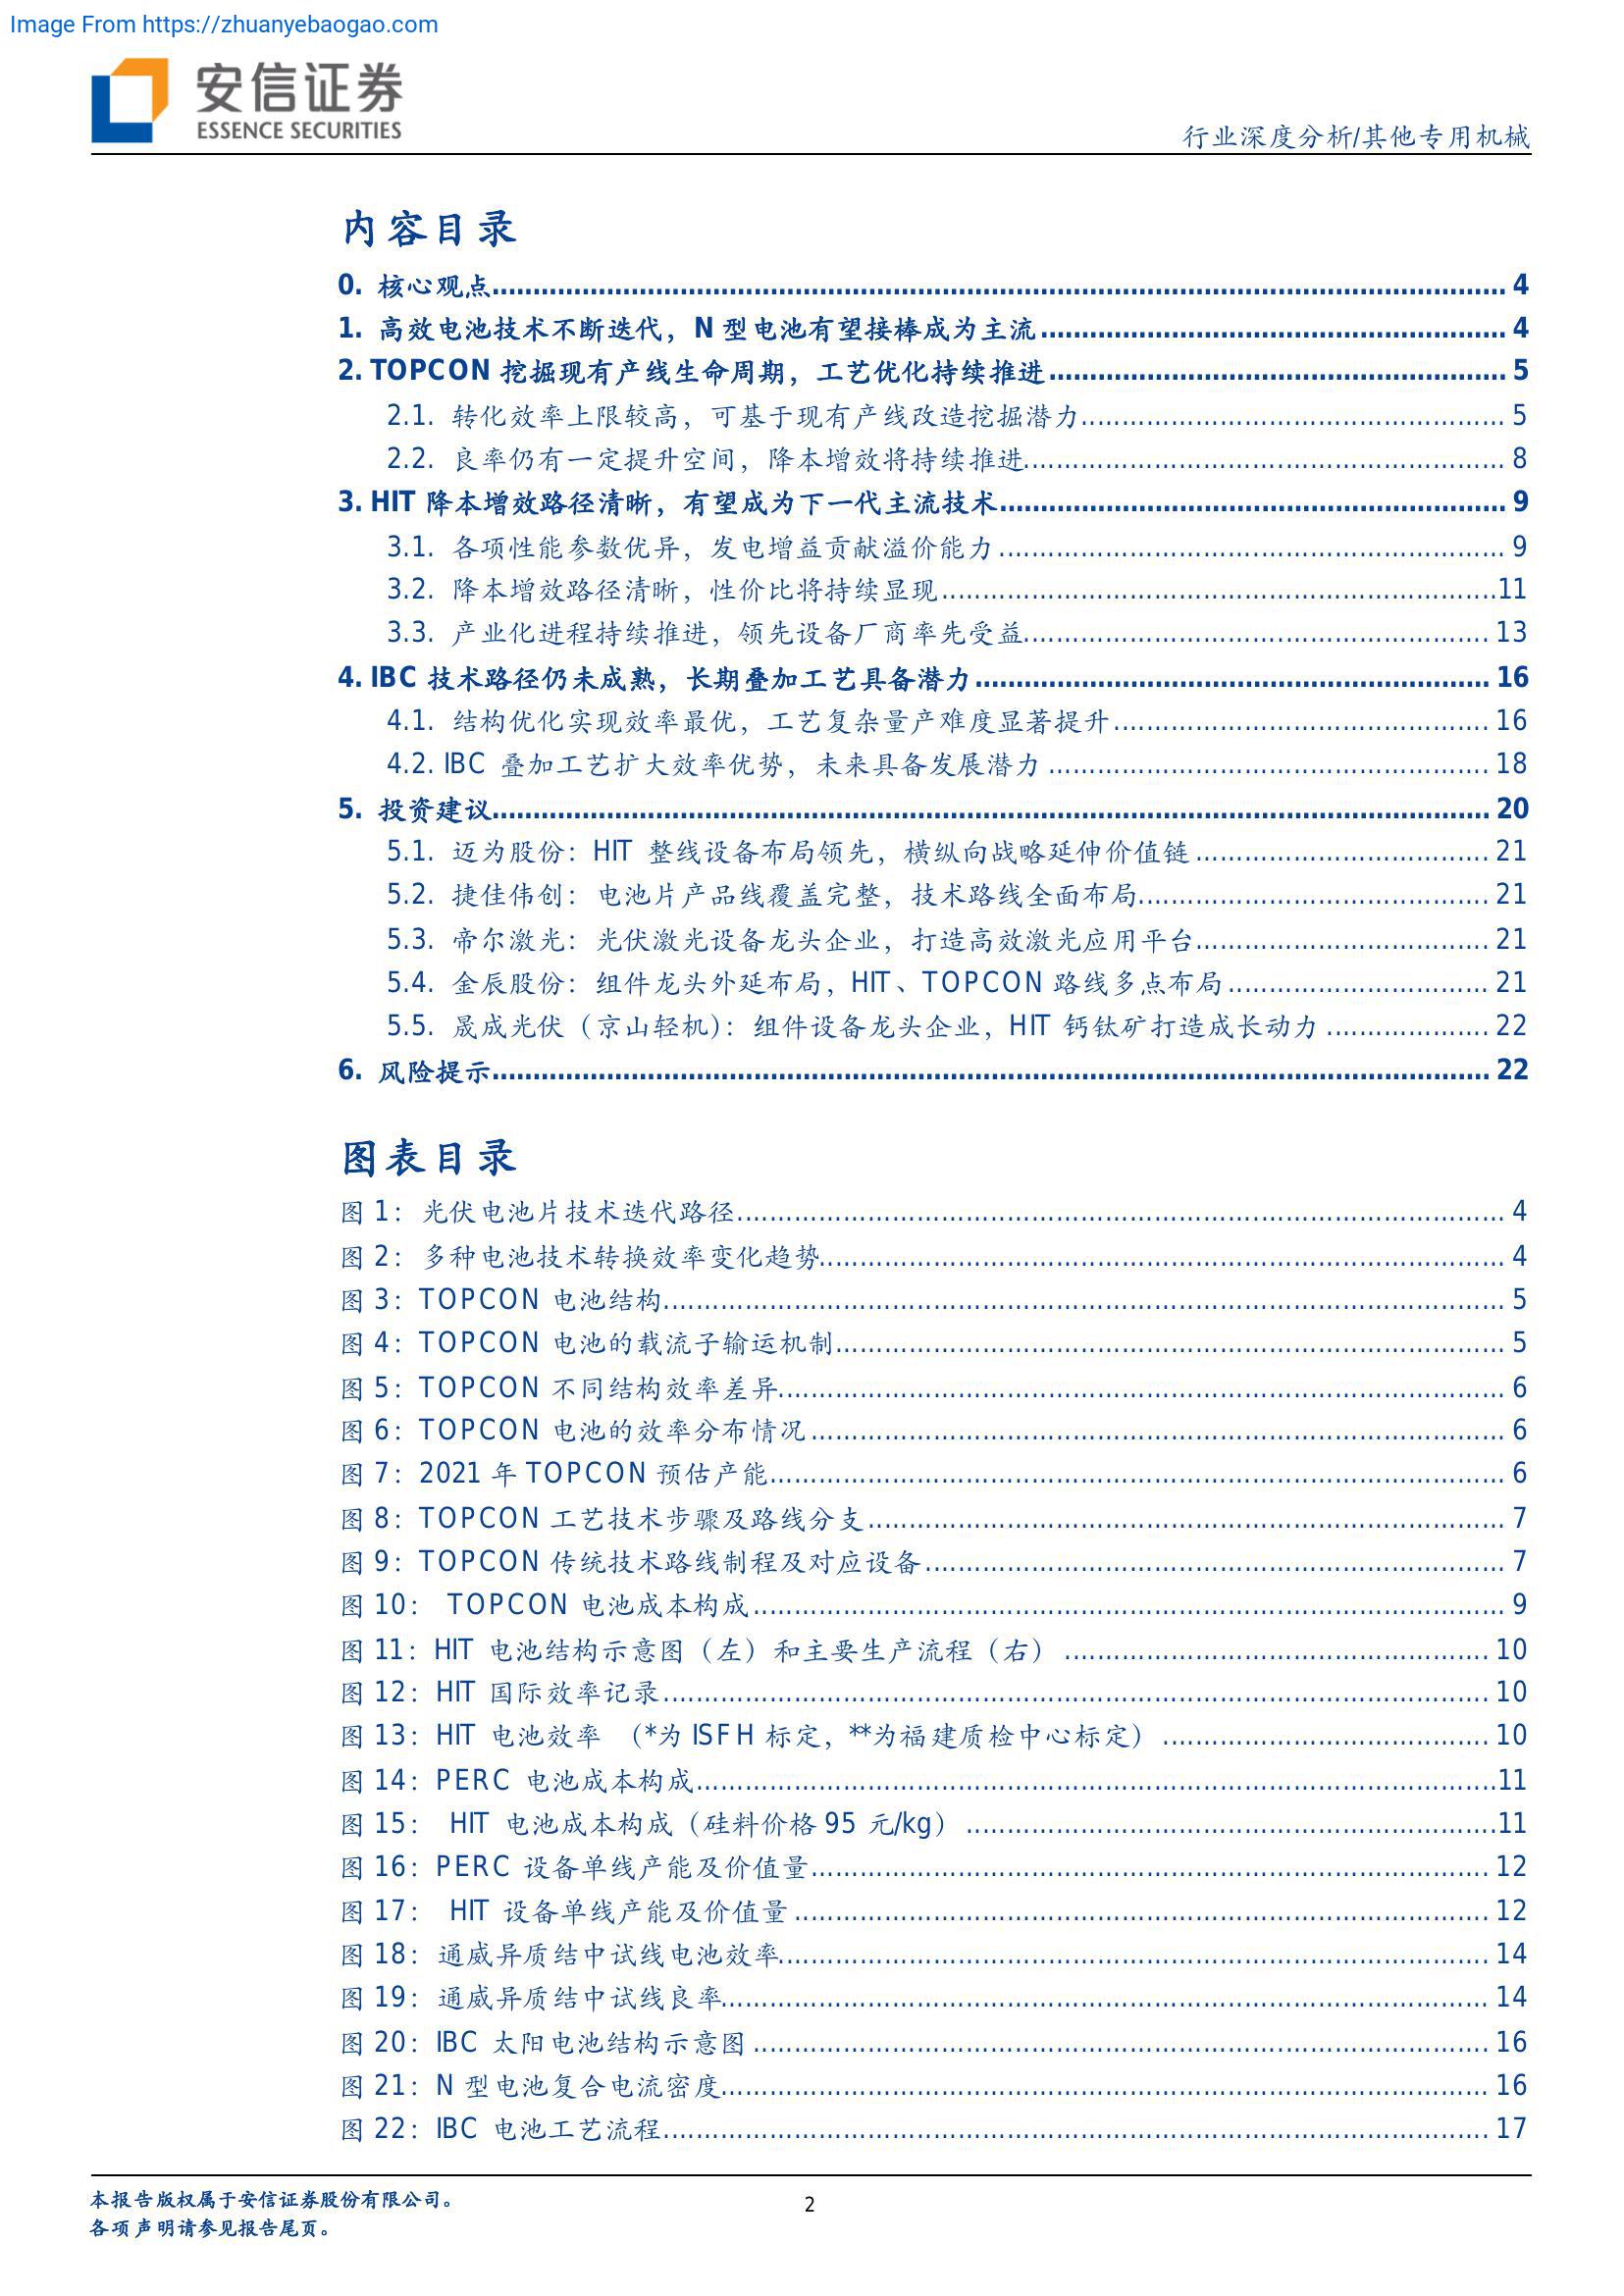 Image From https://zhuanyebaogao.com
安信证券
ESSENCE SECURITIES
行业深度分析/其他专用机械
内容目录
0. 核心观点 4
1. 高效电池技术不断迭代，N 型电池有望接棒成为主流 4
2. TOPCON 挖掘现有产线生命周期，工艺优化持续推进 5
2.1. 转化效率上限较高，可基于现有产线改造挖掘潜力 5
2.2. 良率仍有一定提升空间，降本增效将持续推进 8
3. HIT 降本增效路径清晰，有望成为下一代主流技术 9
3.1. 各项性能参数优异，发电增益贡献溢价能力 9
3.2. 降本增效路径清晰，性价比将持续显现 11
3.3. 产业化进程持续推进，领先设备厂商率先受益 13
4. IBC 技术路径仍未成熟，长期叠加工艺具备潜力 16
4.1. 结构优化实现效率最优，工艺复杂量产难度显著提升 16
4.2. IBC 叠加工艺扩大效率优势，未来具备发展潜力 18
5. 投资建议 20
5.1. 迈为股份：HIT 整线设备布局领先，横纵向战略延伸价值链 21
5.2. 捷佳伟创：电池片产品线覆盖完整，技术路线全面布局 21
5.3. 帝尔激光：光伏激光设备龙头企业，打造高效激光应用平台 21
5.4. 金辰股份：组件龙头外延布局，HIT、TOPCON 路线多点布局 21
5.5. 晟成光伏（京山轻机）：组件设备龙头企业，HIT 钙钛矿打造成长动力 22
6. 风险提示 22
图表目录
图 1：光伏电池片技术迭代路径 4
图 2：多种电池技术转换效率变化趋势 4
图 3：TOPCON 电池结构 5
图 4：TOPCON 电池的载流子输运机制 5
图 5：TOPCON 不同结构效率差异 6
图 6：TOPCON 电池的效率分布情况 6
图 7：2021 年 TOPCON 预估产能 6
图 8：TOPCON 工艺技术步骤及路线分支 7
图 9：TOPCON 传统技术路线制程及对应设备 7
图 10： TOPCON 电池成本构成 9
图 11：HIT 电池结构示意图（左）和主要生产流程（右） 10
图 12：HIT 国际效率记录 10
图 13：HIT 电池效率 （*为 ISFH 标定，**为福建质检中心标定） 10
图 14：PERC 电池成本构成 11
图 15： HIT 电池成本构成（硅料价格 95 元/kg） 11
图 16：PERC 设备单线产能及价值量 12
图 17： HIT 设备单线产能及价值量 12
图 18：通威异质结中试线电池效率 14
图 19：通威异质结中试线良率 14
图 20：IBC 太阳电池结构示意图 16
图 21：N 型电池复合电流密度 16
图 22：IBC 电池工艺流程 17
本报告版权属于安信证券股份有限公司。
2
各项声明请参见报告尾页。